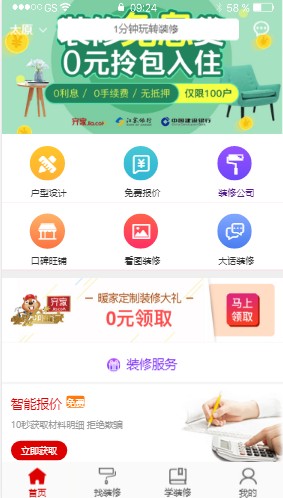 GS 09:24 58%
太原 1分钟玩转装修
装修免息贷
0元拎包入住
0利息 / 0手续费 / 无抵押 仅限100户
齐家 Jia.com 江苏银行 中国建设银行
户型设计 免费报价 装修公司
口碑旺铺 看图装修 大话装修
齐家 暖家定制装修大礼
0元领取
马上
领取
装修服务
智能报价 免费
10秒获取材料明细 拒绝欺骗
立即获取
首页 找装修 学装修 我的